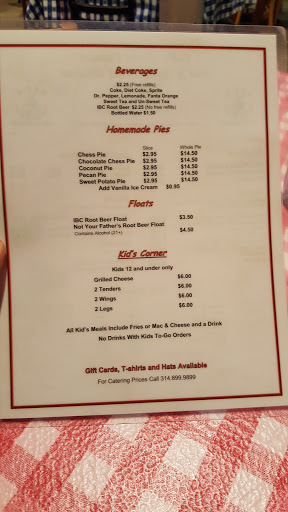 Beverages
$2.25 (Free refills)
Coke, Diet Coke, Sprite
Dr. Pepper, Lemonade, Fanta Orange
Sweet Tea and Un-Sweet Tea
IBC Root Beer $2.25 (No free refills)
Bottled Water $1.50
Homemade Pies
Slice Whole Pie
Chess Pie $2.95 $14.50
Chocolate Chess Pie $2.95 $14.50
Coconut Pie $2.95 $14.50
Pecan Pie $2.95 $14.50
Sweet Potato Pie $2.95 $14.50
Add Vanilla Ice Cream $0.95
Floats
IBC Root Beer Float $3.50
Not Your Father's Root Beer Float $4.50
Contains Alcohol (21+)
Kid's Corner
Kids 12 and under only
Grilled Cheese $6.00
2 Tenders $6.00
2 Wings $6.00
2 Legs $6.00
All Kid's Meals Include Fries or Mac & Cheese and a Drink
No Drinks With Kids To-Go Orders
Gift Cards, T-shirts and Hats Available
For Catering Prices Call 314.899.9899